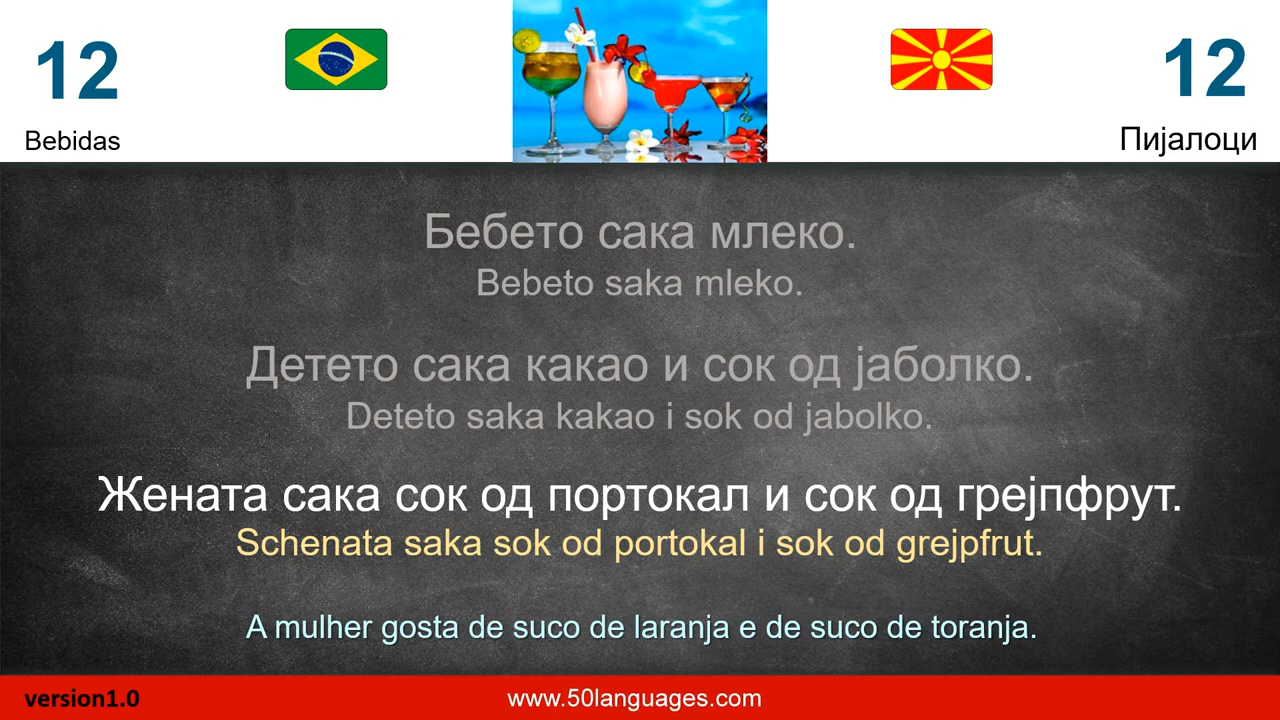 12
12
Bebidas
Пијалоци
Бебето сака млеко.
Bebeto saka mleko.
Детето сака какао и сок од јаболко.
Deteto saka kakao i sok od jabolko.
Жената сака сок од портокал и сок од грејпфрут.
Schenata saka sok od portokal i sok od grejpfrut.
A mulher gosta de suco de laranja e de suco de toranja.
version1.0
www.50languages.com